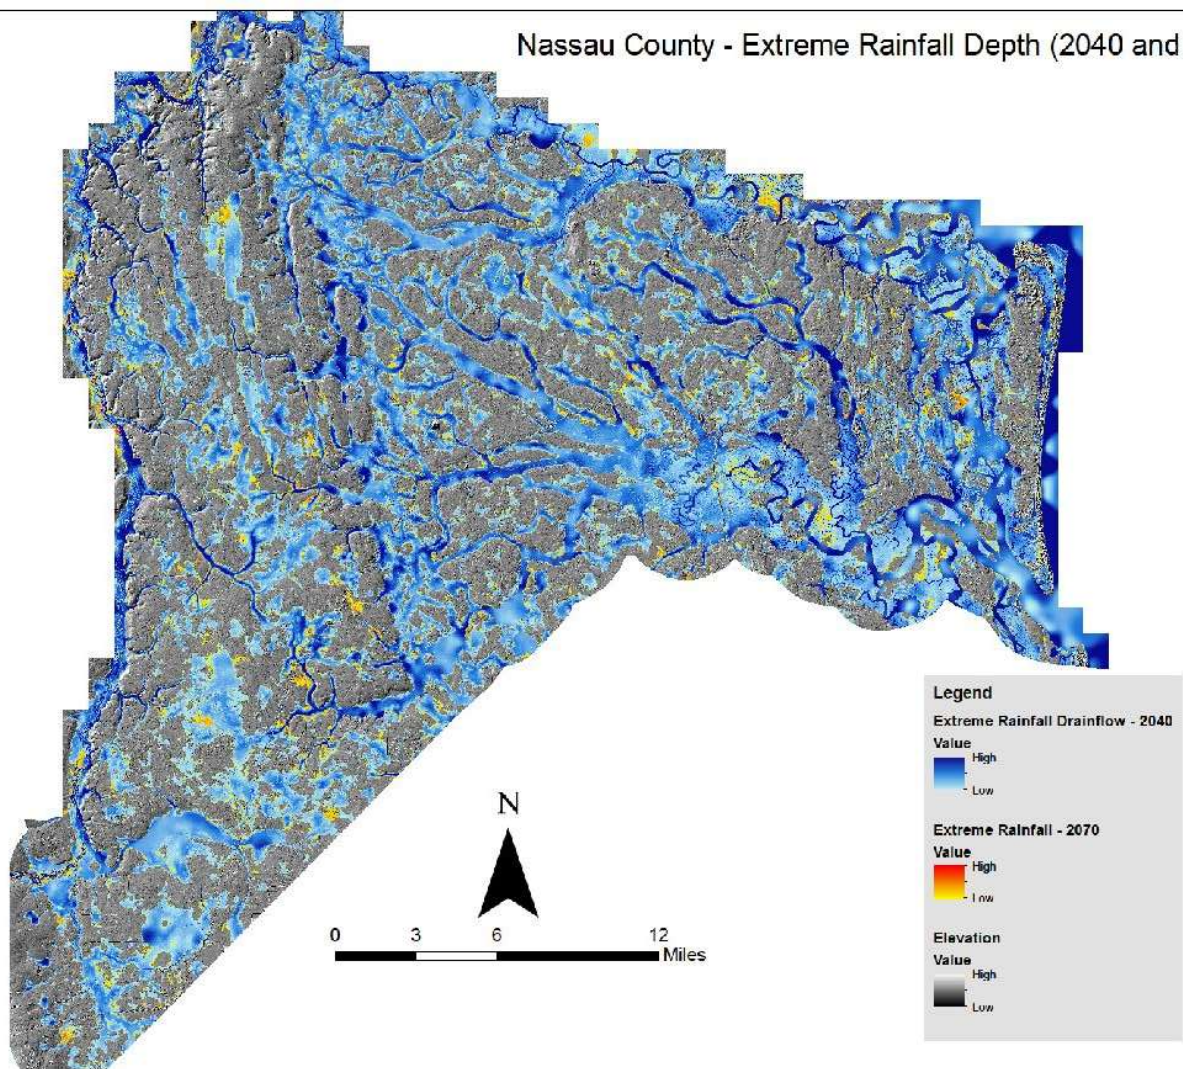 Nassau County - Extreme Rainfall Depth (2040 and
Legend
Extreme Rainfall Drainflow - 2040
Value
High
Low
Extreme Rainfall - 2070
Value
High
Low
Elevation
Value
High
Low
N
0 3 6 12
Miles